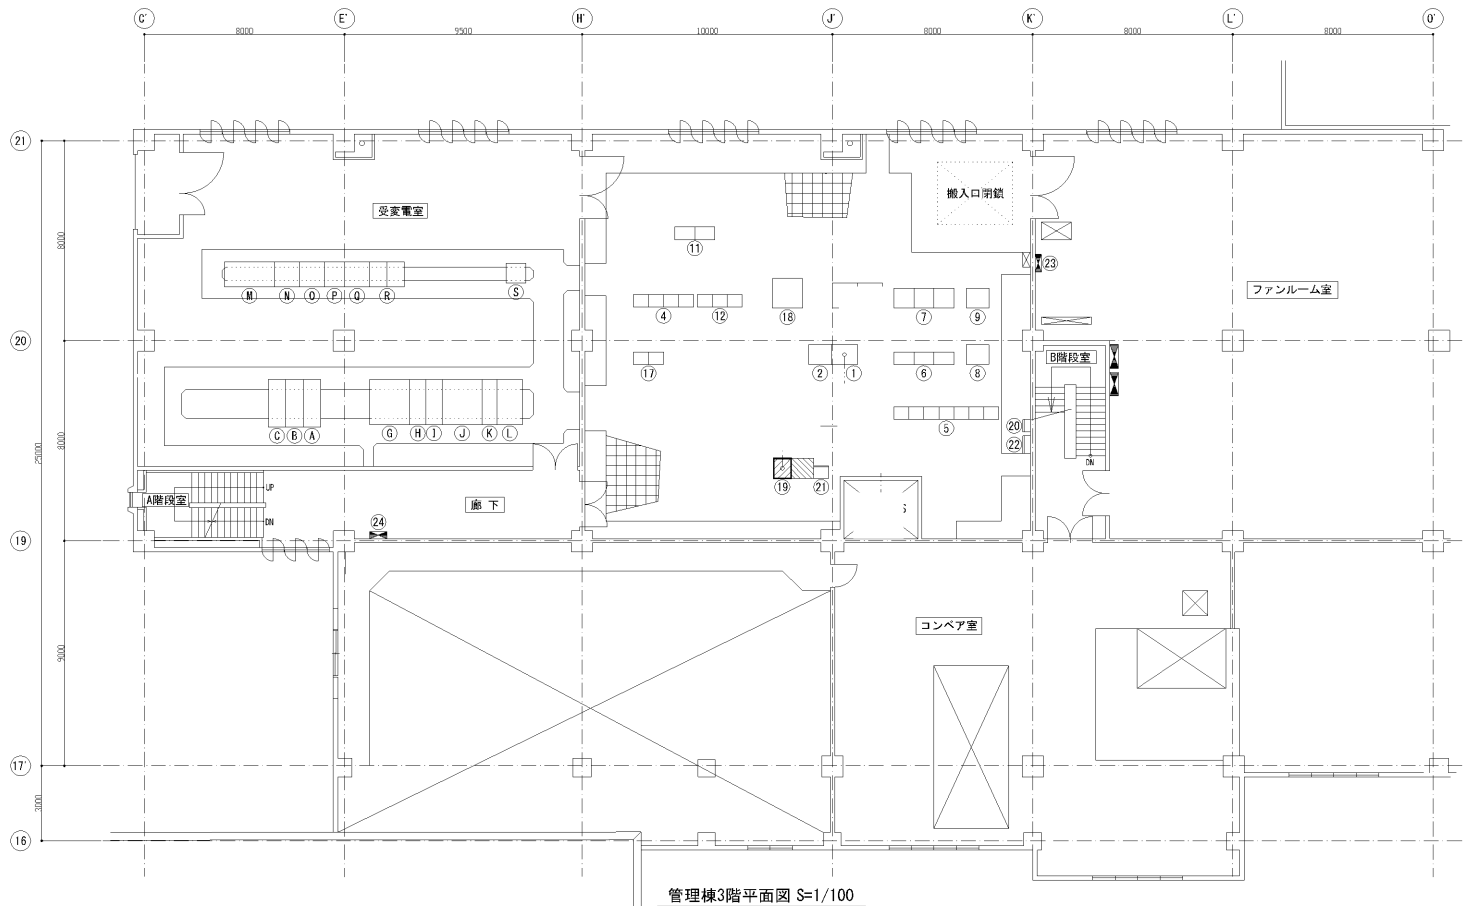 C' E' H' J' K' L' O'
8000 9500 10000 8000 8000 8000
21
搬入口閉鎖
受変電室
8000
11
23
M N O P Q R S
ファンルーム室
4 12 18 7 9
20
B階段室
17 2 1 6 8
5
20
22
C B A G H I J K L
25000
8000
DN
19 21
A階段室
UP
DN
廊 下
S
24
19
コンベア室
9000
17'
3000
16
管理棟3階平面図 S=1/100